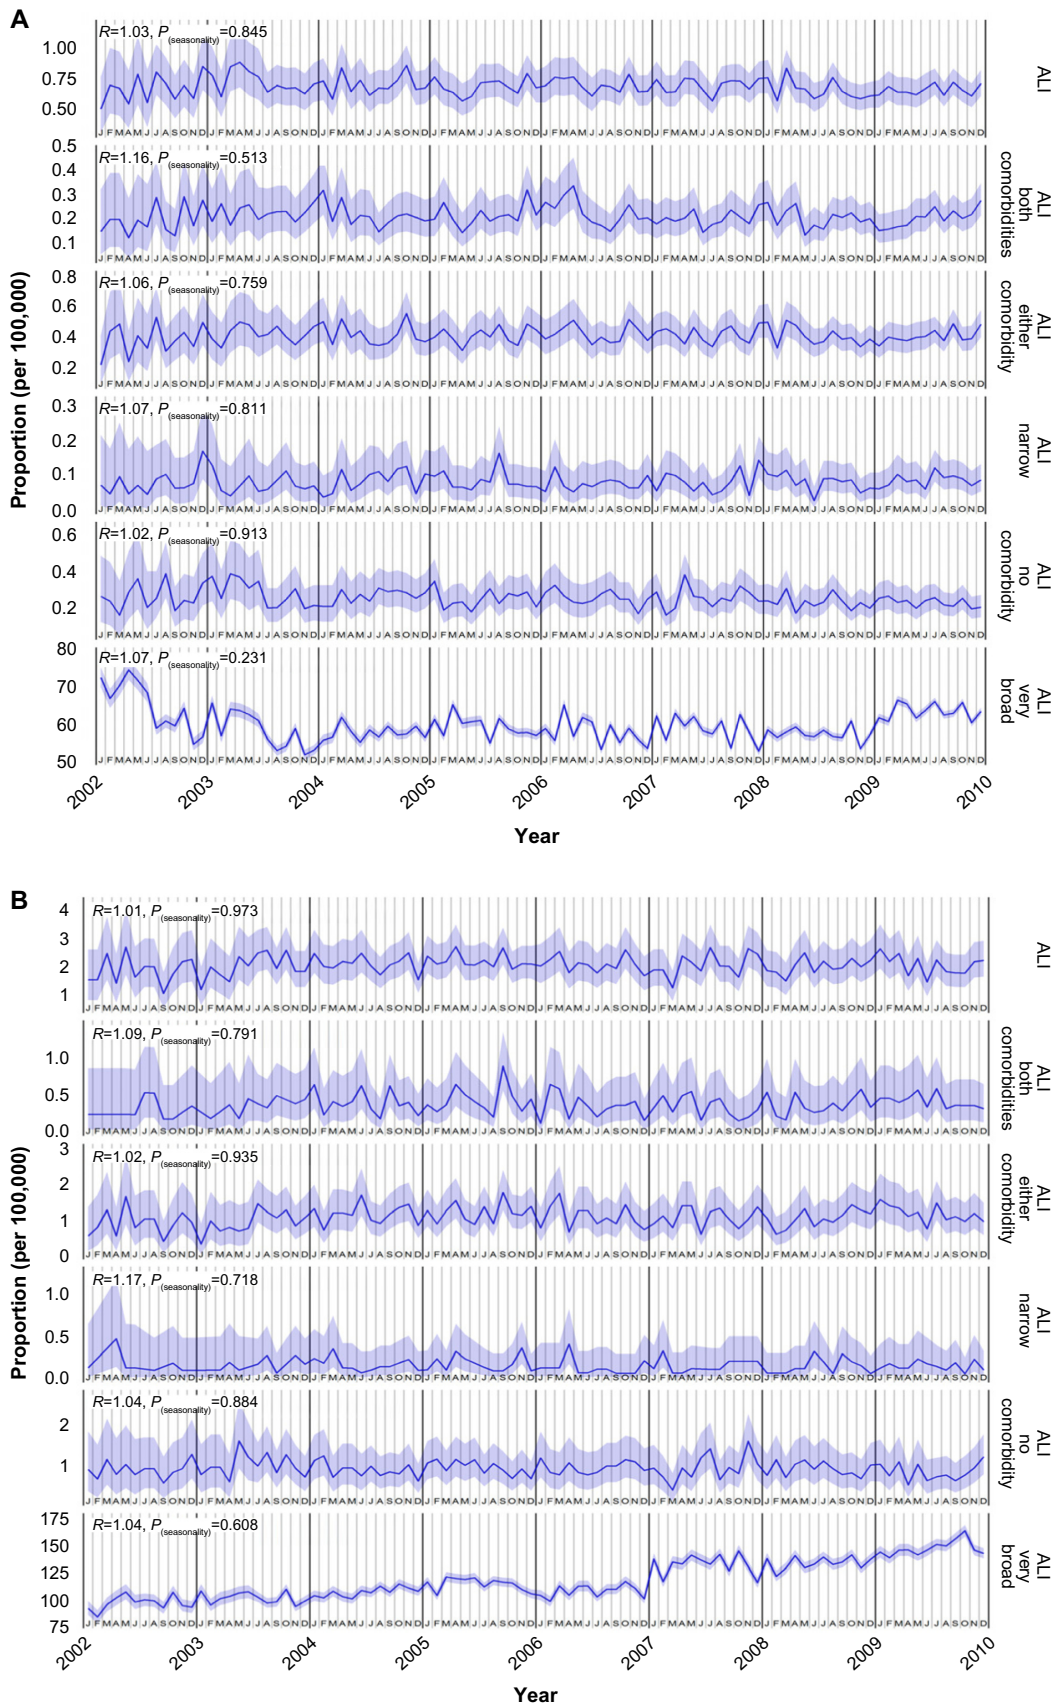 A
R=1.03, P(seasonality)=0.845
1.00
0.75
0.50
ALI
J F M A M J J A S O N D J F M A M J J A S O N D J F M A M J J A S O N D J F M A M J J A S O N D J F M A M J J A S O N D J F M A M J J A S O N D J F M A M J J A S O N D J F M A M J J A S O N D
R=1.16, P(seasonality)=0.513
0.5
0.4
0.3
0.2
0.1
ALI
both
comorbidities
J F M A M J J A S O N D J F M A M J J A S O N D J F M A M J J A S O N D J F M A M J J A S O N D J F M A M J J A S O N D J F M A M J J A S O N D J F M A M J J A S O N D J F M A M J J A S O N D
R=1.06, P(seasonality)=0.759
0.8
0.6
0.4
0.2
ALI
either
comorbidity
J F M A M J J A S O N D J F M A M J J A S O N D J F M A M J J A S O N D J F M A M J J A S O N D J F M A M J J A S O N D J F M A M J J A S O N D J F M A M J J A S O N D J F M A M J J A S O N D
Proportion (per 100,000)
R=1.07, P(seasonality)=0.811
0.3
0.2
0.1
0.0
ALI
narrow
J F M A M J J A S O N D J F M A M J J A S O N D J F M A M J J A S O N D J F M A M J J A S O N D J F M A M J J A S O N D J F M A M J J A S O N D J F M A M J J A S O N D J F M A M J J A S O N D
R=1.02, P(seasonality)=0.913
0.6
0.4
0.2
ALI
no
comorbidity
J F M A M J J A S O N D J F M A M J J A S O N D J F M A M J J A S O N D J F M A M J J A S O N D J F M A M J J A S O N D J F M A M J J A S O N D J F M A M J J A S O N D J F M A M J J A S O N D
R=1.07, P(seasonality)=0.231
80
70
60
50
ALI
very
broad
J F M A M J J A S O N D J F M A M J J A S O N D J F M A M J J A S O N D J F M A M J J A S O N D J F M A M J J A S O N D J F M A M J J A S O N D J F M A M J J A S O N D J F M A M J J A S O N D
2002 2003 2004 2005 2006 2007 2008 2009 2010
Year
B
R=1.01, P(seasonality)=0.973
4
3
2
1
ALI
J F M A M J J A S O N D J F M A M J J A S O N D J F M A M J J A S O N D J F M A M J J A S O N D J F M A M J J A S O N D J F M A M J J A S O N D J F M A M J J A S O N D J F M A M J J A S O N D
R=1.09, P(seasonality)=0.791
1.0
0.5
0.0
ALI
both
comorbidities
J F M A M J J A S O N D J F M A M J J A S O N D J F M A M J J A S O N D J F M A M J J A S O N D J F M A M J J A S O N D J F M A M J J A S O N D J F M A M J J A S O N D J F M A M J J A S O N D
R=1.02, P(seasonality)=0.935
3
2
1
0
ALI
either
comorbidity
J F M A M J J A S O N D J F M A M J J A S O N D J F M A M J J A S O N D J F M A M J J A S O N D J F M A M J J A S O N D J F M A M J J A S O N D J F M A M J J A S O N D J F M A M J J A S O N D
Proportion (per 100,000)
R=1.17, P(seasonality)=0.718
1.0
0.5
0.0
ALI
narrow
J F M A M J J A S O N D J F M A M J J A S O N D J F M A M J J A S O N D J F M A M J J A S O N D J F M A M J J A S O N D J F M A M J J A S O N D J F M A M J J A S O N D J F M A M J J A S O N D
R=1.04, P(seasonality)=0.884
2
1
ALI
no
comorbidity
J F M A M J J A S O N D J F M A M J J A S O N D J F M A M J J A S O N D J F M A M J J A S O N D J F M A M J J A S O N D J F M A M J J A S O N D J F M A M J J A S O N D J F M A M J J A S O N D
R=1.04, P(seasonality)=0.608
175
150
125
100
75
ALI
very
broad
J F M A M J J A S O N D J F M A M J J A S O N D J F M A M J J A S O N D J F M A M J J A S O N D J F M A M J J A S O N D J F M A M J J A S O N D J F M A M J J A S O N D J F M A M J J A S O N D
2002 2003 2004 2005 2006 2007 2008 2009 2010
Year